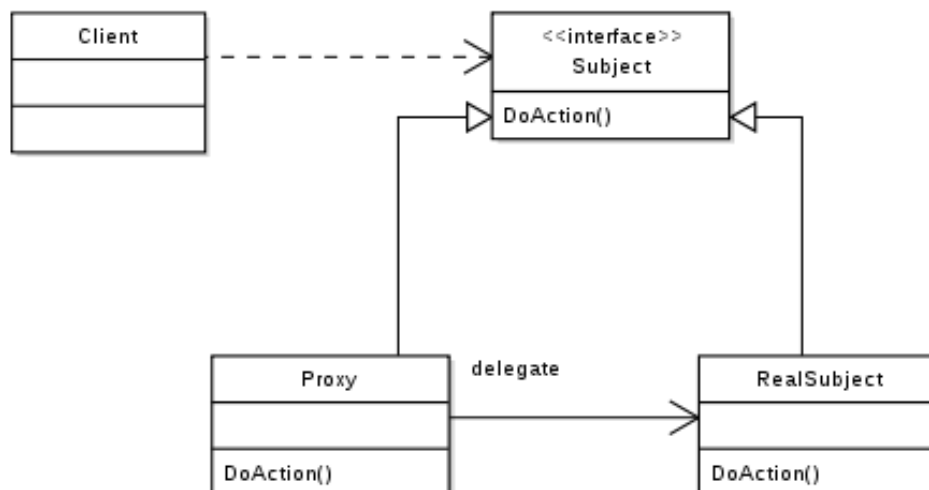 Client
<<interface>>
Subject
DoAction()
Proxy
delegate
RealSubject
DoAction()
DoAction()